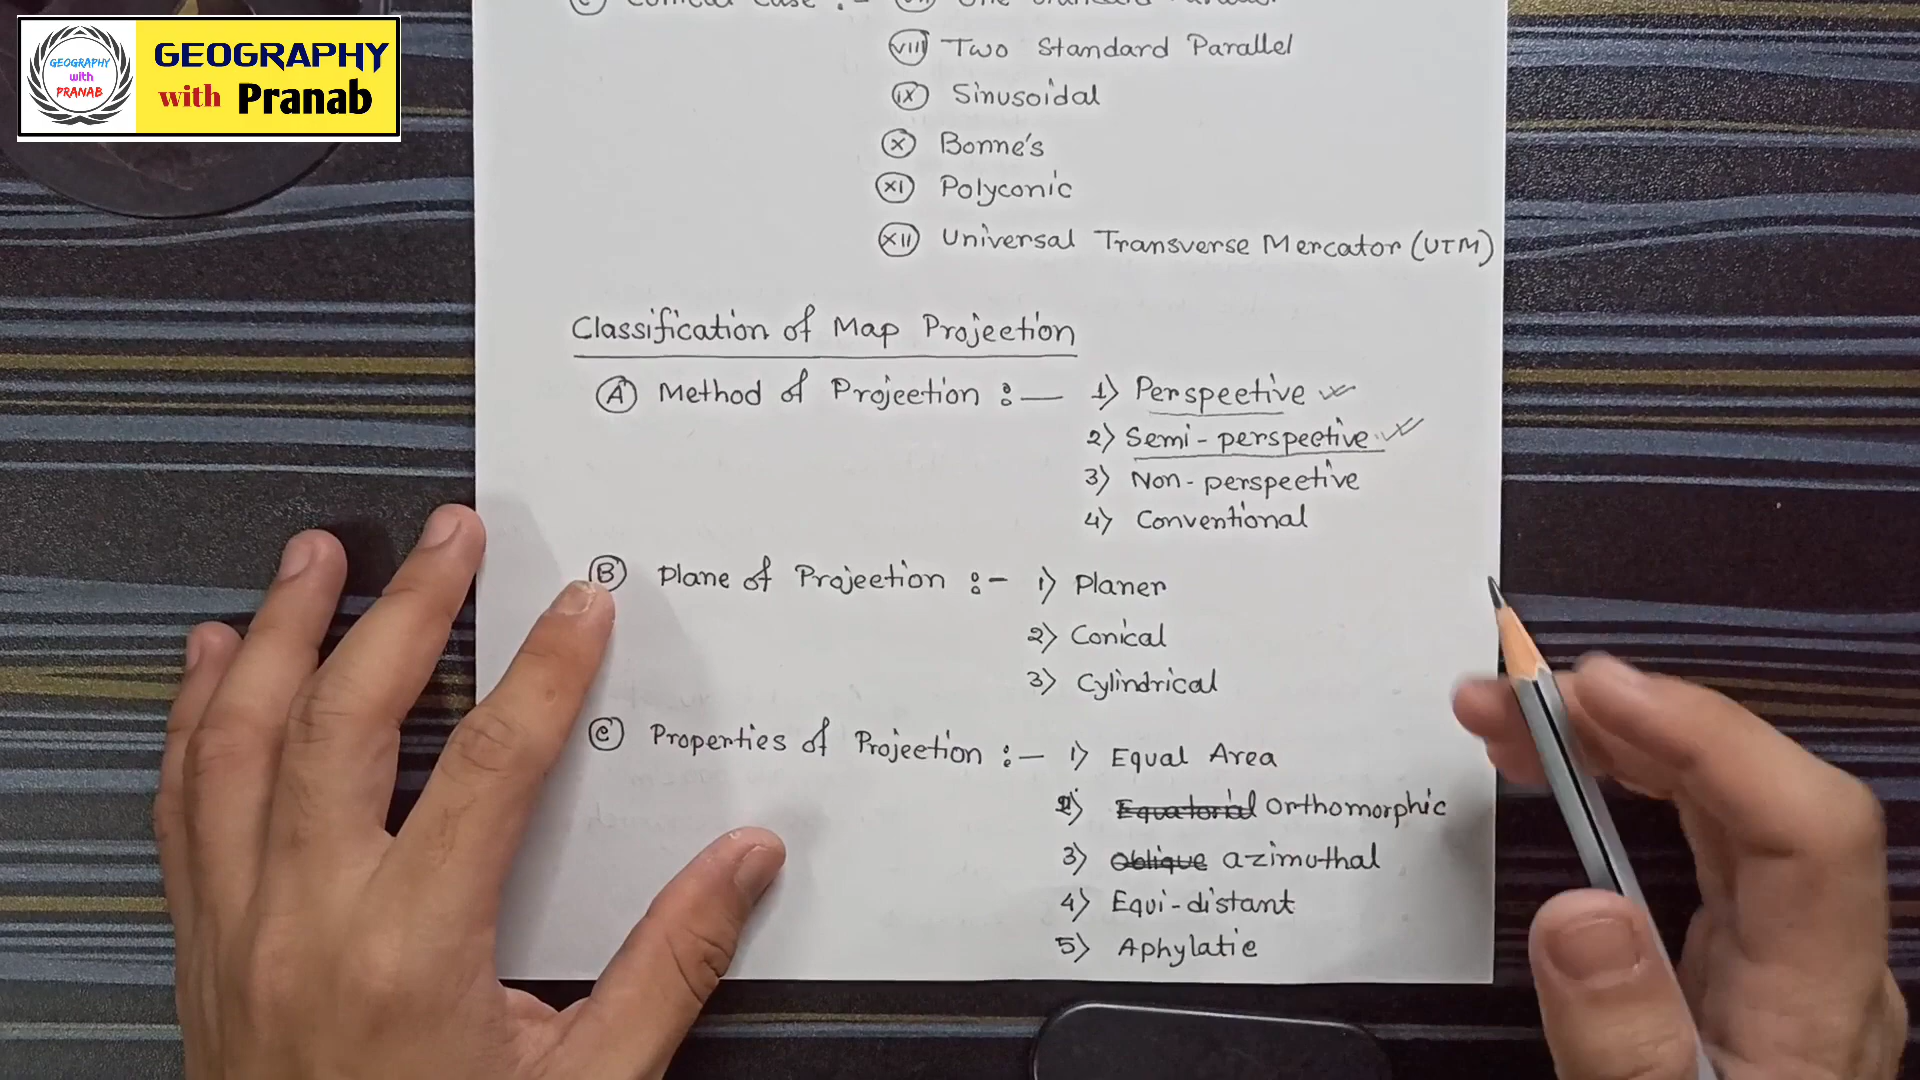 GEOGRAPHY
with
PRANAB
GEOGRAPHY
with Pranab
VIII Two Standard Parallel
IX Sinusoidal
X Bonne's
XI Polyconic
XII Universal Transverse Mercator (UTM)
Classification of Map Projection
A Method of Projection :— 1) Perspective
2) Semi-perspective
3) Non-perspective
4) Conventional
B Plane of Projection :- 1) Planer
2) Conical
3) Cylindrical
C Properties of Projection :— 1) Equal Area
2) Equatorial Orthomorphic
3) Oblique azimuthal
4) Equi-distant
5) Aphylatic